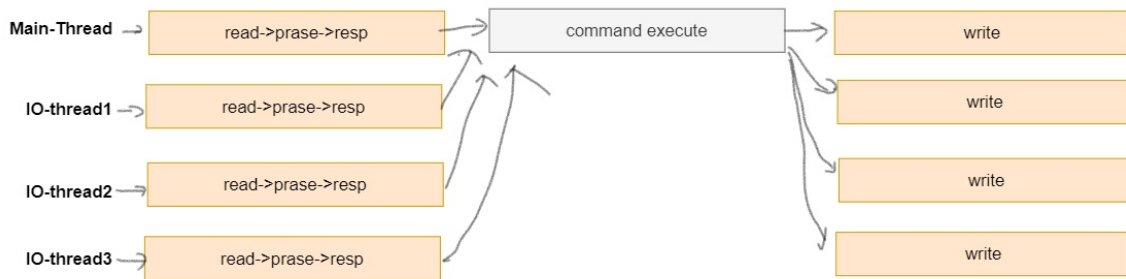 Main-Thread read->prase->resp command execute write
IO-thread1 read->prase->resp write
IO-thread2 read->prase->resp write
IO-thread3 read->prase->resp write